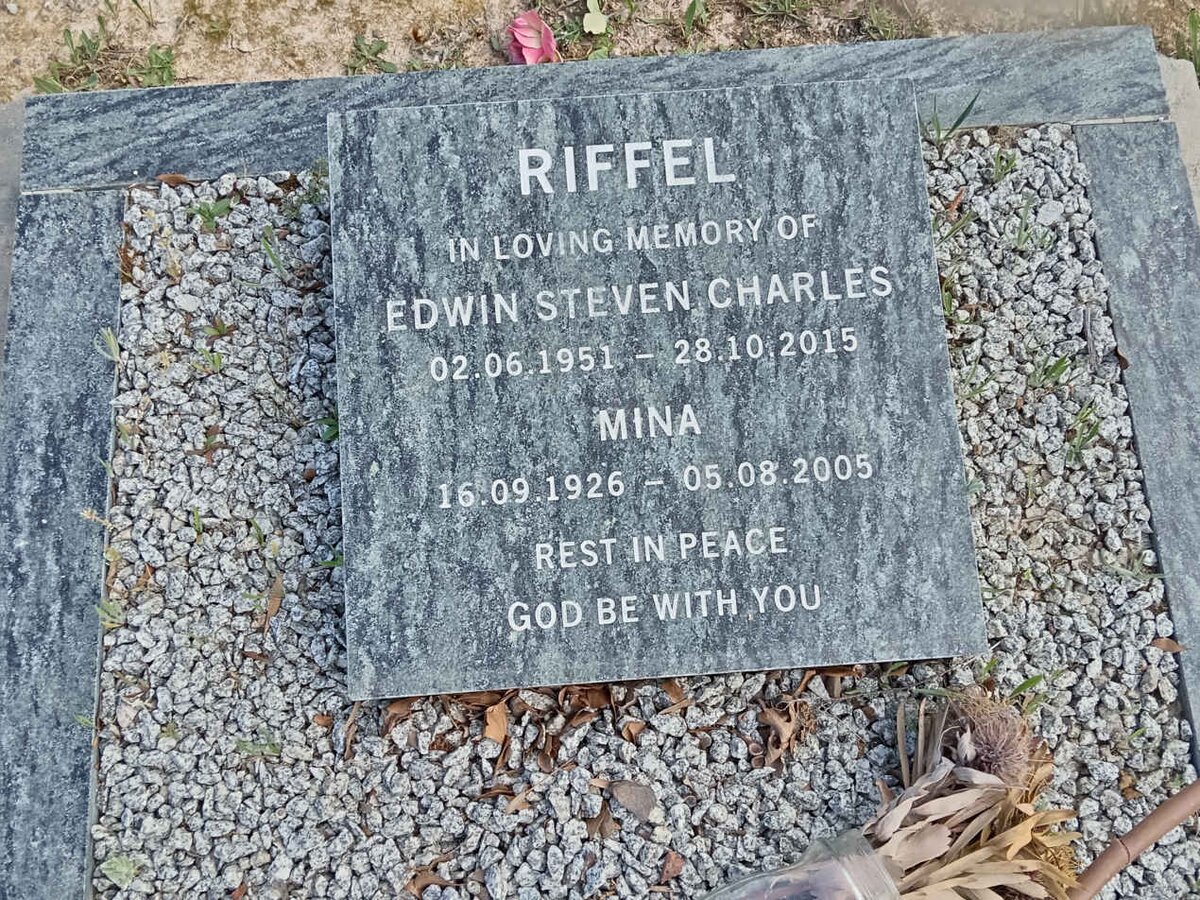 RIFFEL
IN LOVING MEMORY OF
EDWIN STEVEN CHARLES
02.06.1951 – 28.10.2015
MINA
16.09.1926 – 05.08.2005
REST IN PEACE
GOD BE WITH YOU